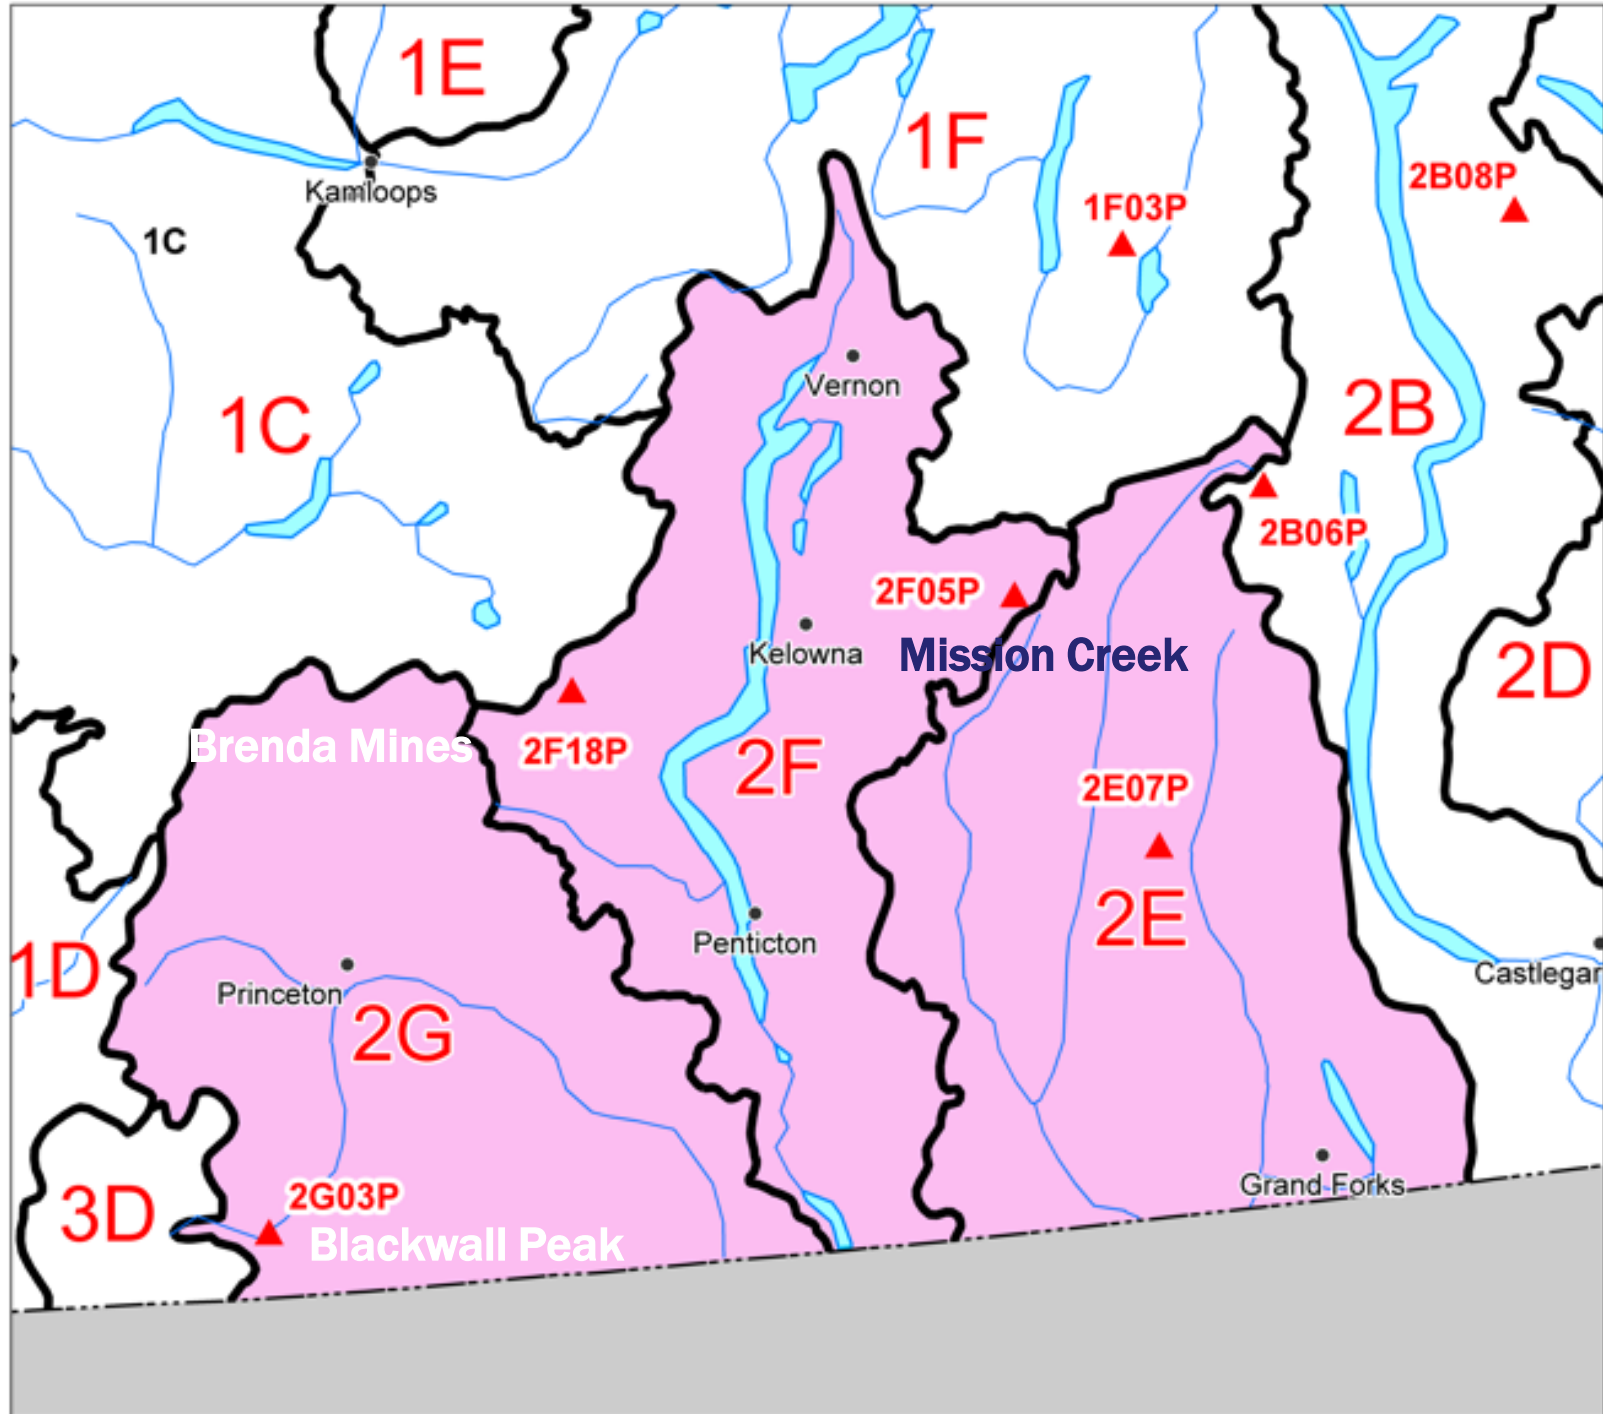 1E
1F
2B08P
Kamloops
1F03P
1C
Vernon
1C
2B
2B06P
2F05P
Kelowna
Mission Creek
2D
Brenda Mines
2F18P
2F
2E07P
2E
Penticton
1D
Castlegar
Princeton
2G
Grand Forks
2G03P
3D
Blackwall Peak